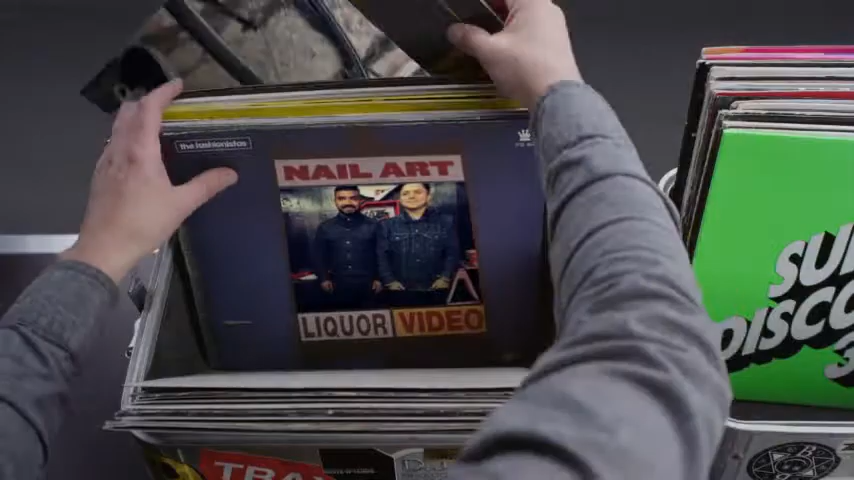 the fashionistas
NAIL ART
LIQUOR VIDEO
SU
DISCO
3
TRA